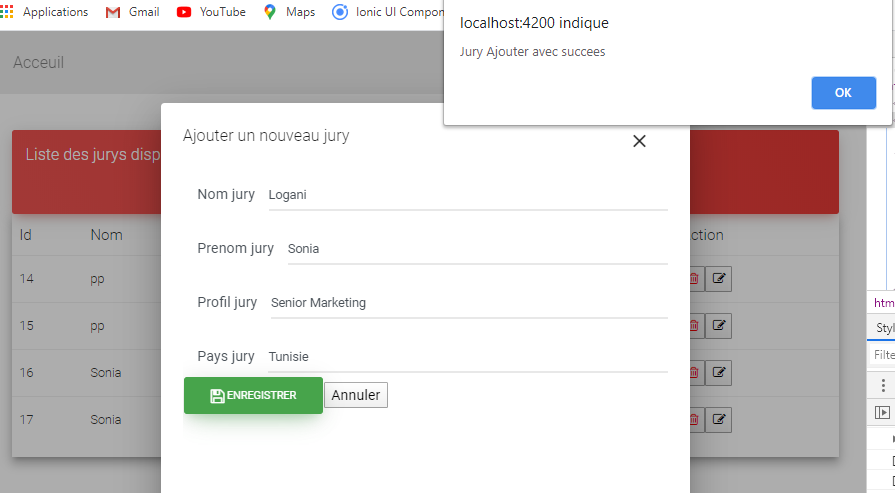 Applications Gmail YouTube Maps Ionic UI Compon
localhost:4200 indique
Jury Ajouter avec succees
OK
Acceuil
Ajouter un nouveau jury
Liste des jurys disp
Nom jury Logani
Id Nom ction
Prenom jury Sonia
14 pp
Profil jury Senior Marketing
htm
15 pp
Styl
Pays jury Tunisie
Filte
16 Sonia
ENREGISTRER Annuler
17 Sonia